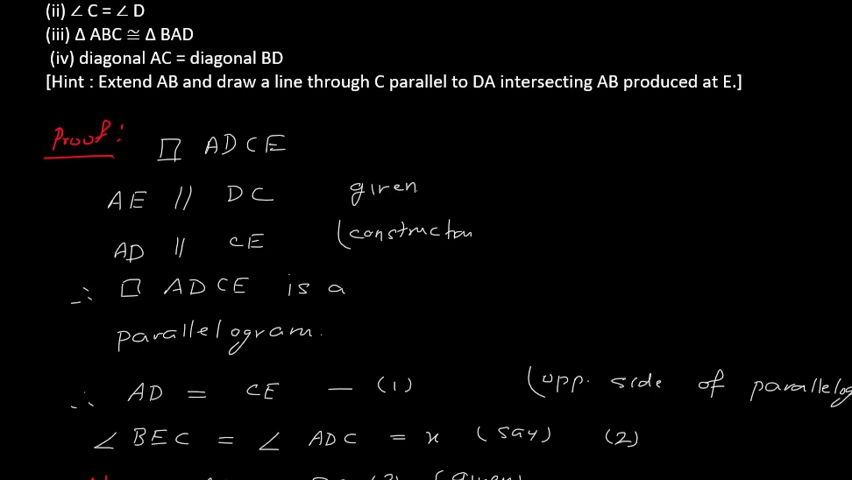 (ii) ∠ C = ∠ D
(iii) Δ ABC ≅ Δ BAD
(iv) diagonal AC = diagonal BD
[Hint : Extend AB and draw a line through C parallel to DA intersecting AB produced at E.]
Proof: □ ADCE
AE // DC given
AD // CE (constructon
∴ □ ADCE is a
parallelogram.
∴ AD = CE — (1) (opp. side of parallelog
∠ BEC = ∠ ADC = x (say) (2)
(given)